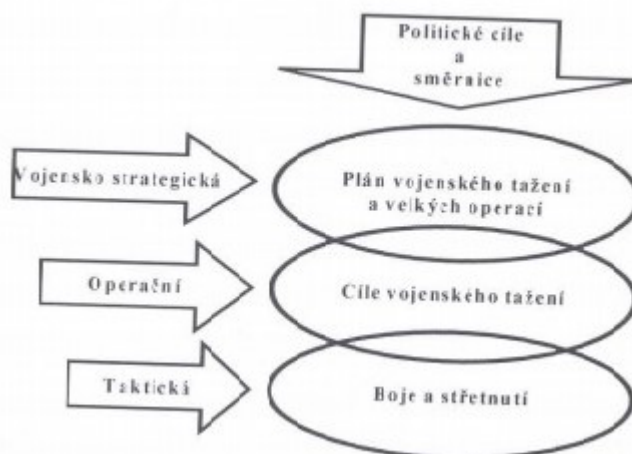 Politické cíle
a
směrnice
Vojensko strategická
Plán vojenského tažení
a velkých operací
Operační
Cíle vojenského tažení
Taktická
Boje a střetnutí